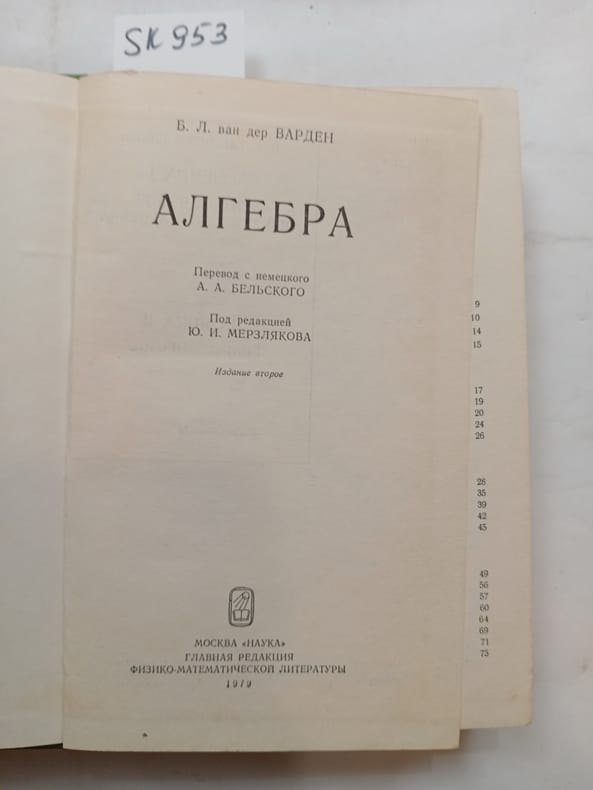 SK 953
Б. Л. ван дер ВАРДЕН
АЛГЕБРА
Перевод с немецкого
А. А. БЕЛЬСКОГО
Под редакцией
Ю. И. МЕРЗЛЯКОВА
Издание второе
МОСКВА «НАУКА»
ГЛАВНАЯ РЕДАКЦИЯ
ФИЗИКО-МАТЕМАТИЧЕСКОЙ ЛИТЕРАТУРЫ
1979
9
10
14
15
17
19
20
24
26
28
35
39
42
45
49
56
57
60
64
69
71
75